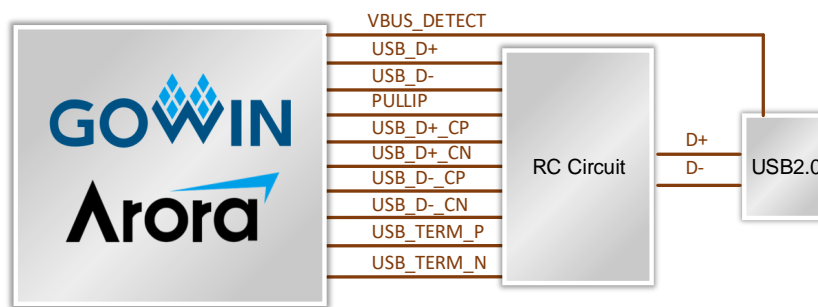 VBUS_DETECT
USB_D+
USB_D-
PULLIP
USB_D+_CP
USB_D+_CN
USB_D-_CP
USB_D-_CN
USB_TERM_P
USB_TERM_N
GOWIN
Arora
RC Circuit
D+
D-
USB2.0